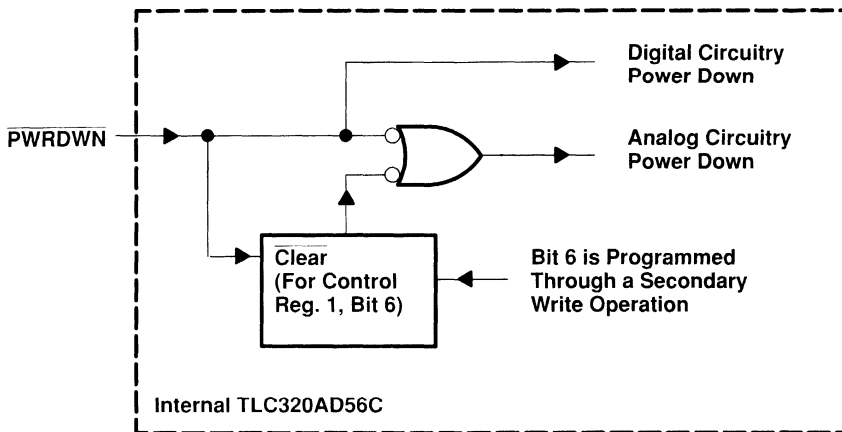 Digital Circuitry
Power Down
PWRDWN
Analog Circuitry
Power Down
Clear
(For Control
Reg. 1, Bit 6)
Bit 6 is Programmed
Through a Secondary
Write Operation
Internal TLC320AD56C